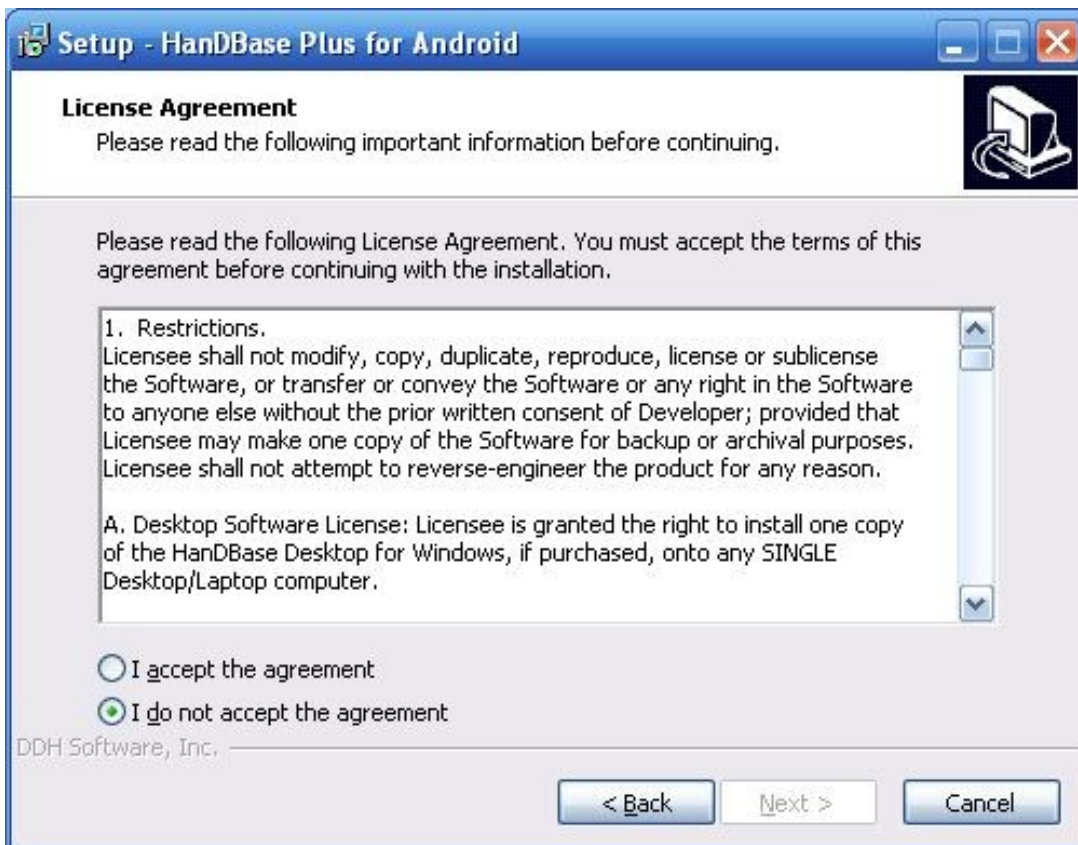 Setup - HanDBase Plus for Android
License Agreement
Please read the following important information before continuing.
Please read the following License Agreement. You must accept the terms of this
agreement before continuing with the installation.
1.  Restrictions.
Licensee shall not modify, copy, duplicate, reproduce, license or sublicense
the Software, or transfer or convey the Software or any right in the Software
to anyone else without the prior written consent of Developer; provided that
Licensee may make one copy of the Software for backup or archival purposes.
Licensee shall not attempt to reverse-engineer the product for any reason.
A. Desktop Software License: Licensee is granted the right to install one copy
of the HanDBase Desktop for Windows, if purchased, onto any SINGLE
Desktop/Laptop computer.
I accept the agreement
I do not accept the agreement
DDH Software, Inc.
< Back
Next >
Cancel